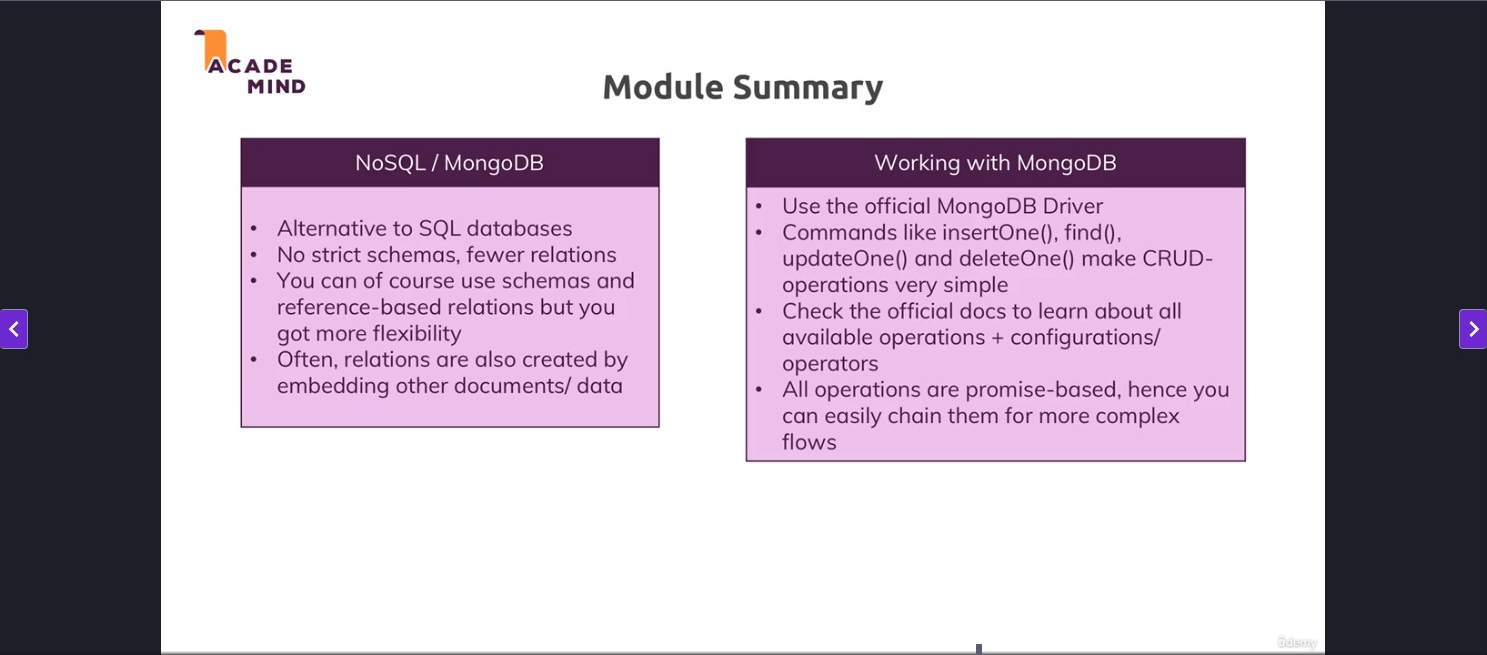 ACADE
MIND
Module Summary
NoSQL / MongoDB
• Alternative to SQL databases
• No strict schemas, fewer relations
• You can of course use schemas and
reference-based relations but you
got more flexibility
• Often, relations are also created by
embedding other documents/ data
Working with MongoDB
• Use the official MongoDB Driver
• Commands like insertOne(), find(),
updateOne() and deleteOne() make CRUD-
operations very simple
• Check the official docs to learn about all
available operations + configurations/
operators
• All operations are promise-based, hence you
can easily chain them for more complex
flows
ûdemy